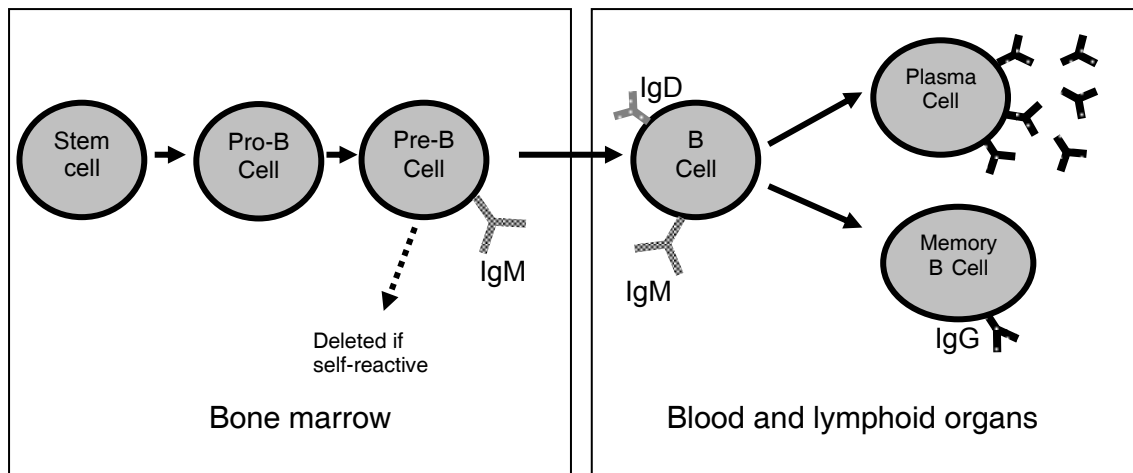 Stem
cell
Pro-B
Cell
Pre-B
Cell
IgM
Deleted if
self-reactive
Bone marrow
IgD
B
Cell
IgM
Plasma
Cell
Memory
B Cell
IgG
Blood and lymphoid organs